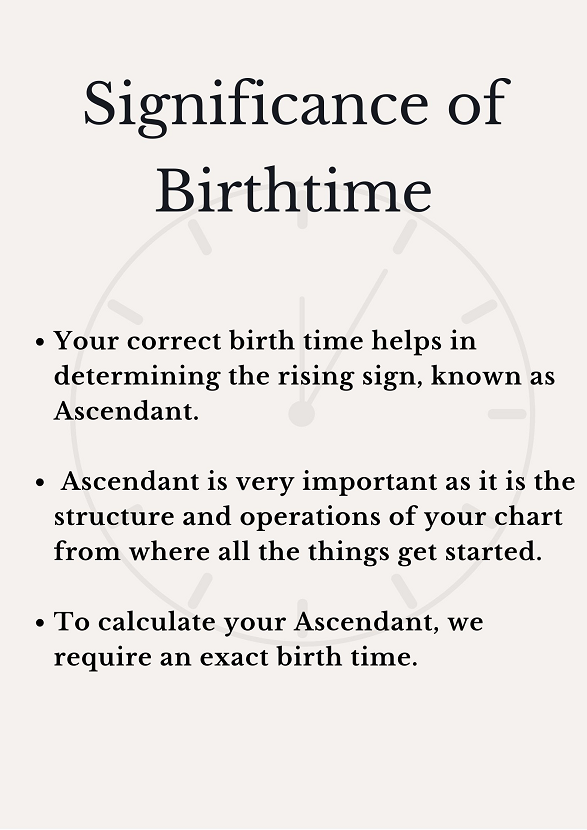 Significance of
Birthtime
• Your correct birth time helps in
determining the rising sign, known as
Ascendant.
• Ascendant is very important as it is the
structure and operations of your chart
from where all the things get started.
• To calculate your Ascendant, we
require an exact birth time.